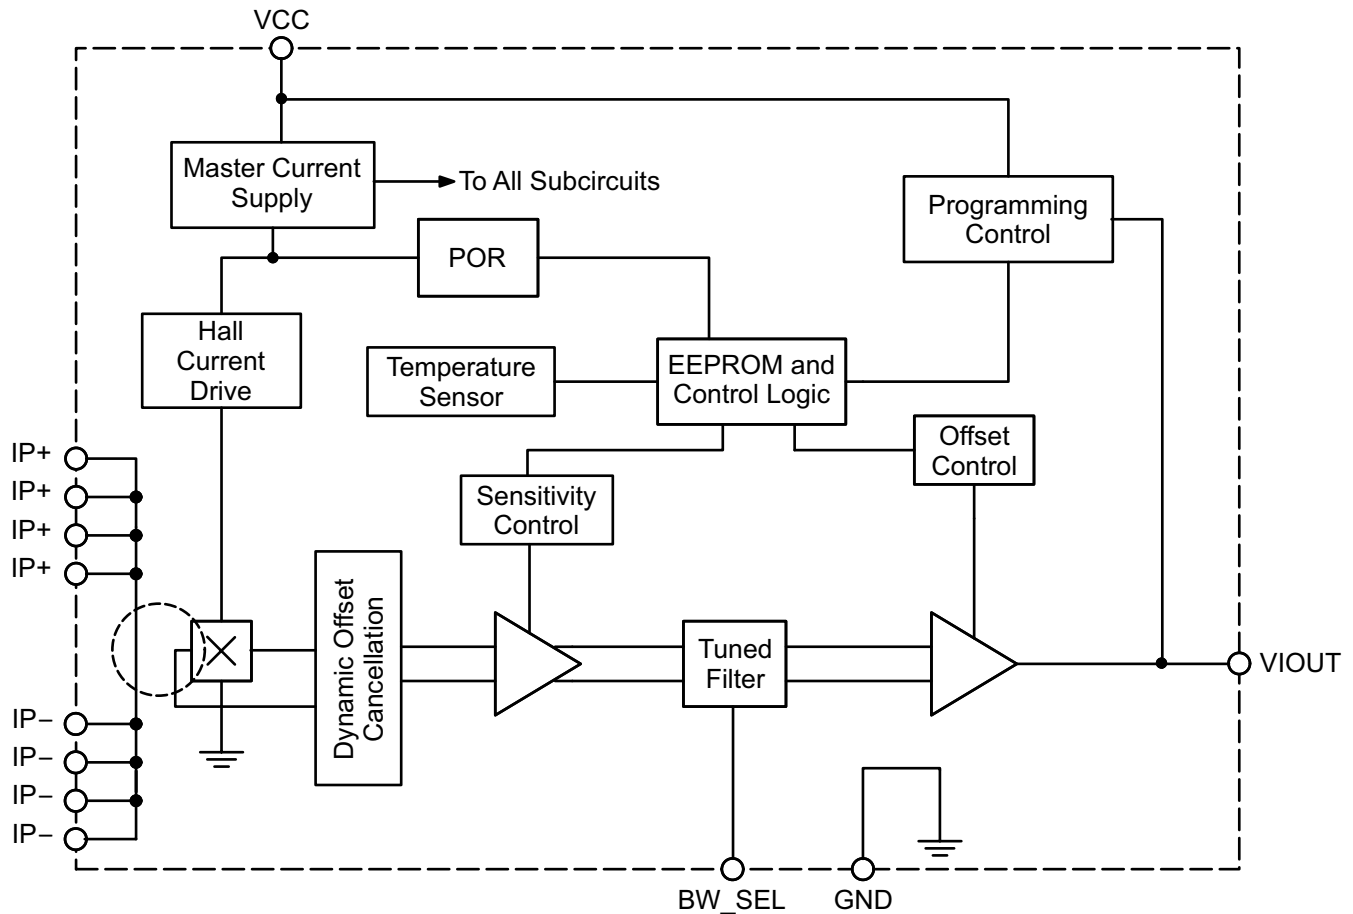 VCC
Master Current
Supply
To All Subcircuits
Programming
Control
POR
Hall
Current
Drive
Temperature
Sensor
EEPROM and
Control Logic
Offset
Control
Sensitivity
Control
IP+
IP+
IP+
IP+
Dynamic Offset
Cancellation
Tuned
Filter
VIOUT
IP−
IP−
IP−
IP−
BW_SEL
GND